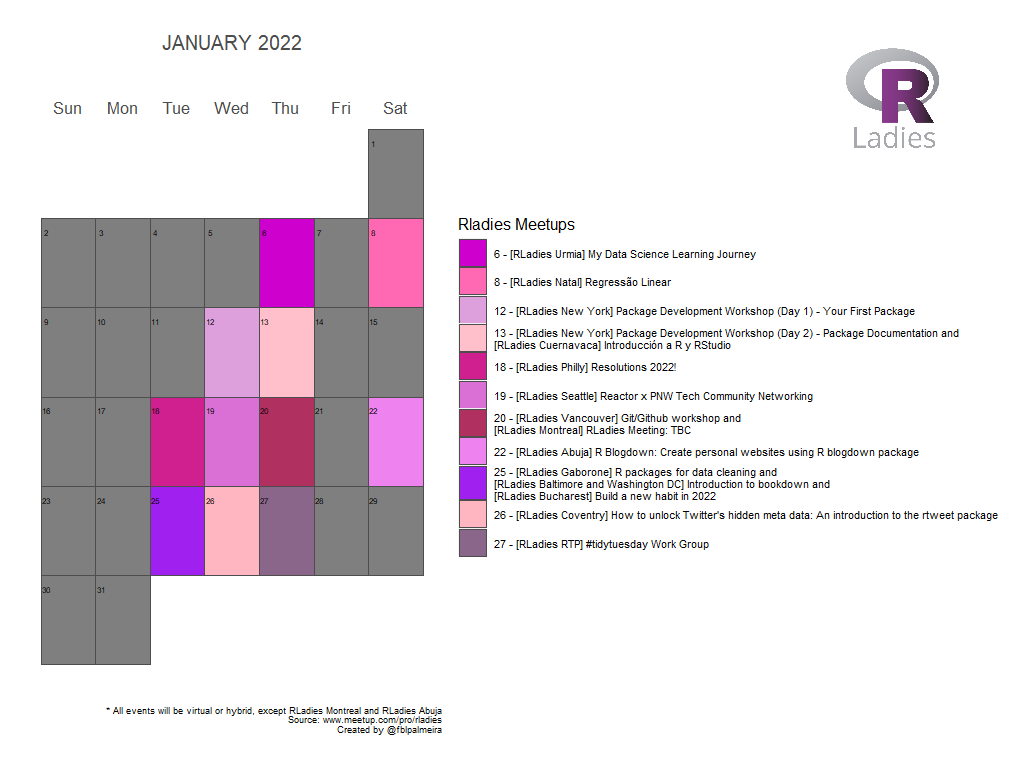 JANUARY 2022
R
Ladies
Sun Mon Tue Wed Thu Fri Sat
1
2 3 4 5 6 7 8
9 10 11 12 13 14 15
16 17 18 19 20 21 22
23 24 25 26 27 28 29
30 31
Rladies Meetups
6 - [RLadies Urmia] My Data Science Learning Journey
8 - [RLadies Natal] Regressão Linear
12 - [RLadies New York] Package Development Workshop (Day 1) - Your First Package
13 - [RLadies New York] Package Development Workshop (Day 2) - Package Documentation and
[RLadies Cuernavaca] Introducción a R y RStudio
18 - [RLadies Philly] Resolutions 2022!
19 - [RLadies Seattle] Reactor x PNW Tech Community Networking
20 - [RLadies Vancouver] Git/Github workshop and
[RLadies Montreal] RLadies Meeting: TBC
22 - [RLadies Abuja] R Blogdown: Create personal websites using R blogdown package
25 - [RLadies Gaborone] R packages for data cleaning and
[RLadies Baltimore and Washington DC] Introduction to bookdown and
[RLadies Bucharest] Build a new habit in 2022
26 - [RLadies Coventry] How to unlock Twitter's hidden meta data: An introduction to the rtweet package
27 - [RLadies RTP] #tidytuesday Work Group
* All events will be virtual or hybrid, except RLadies Montreal and RLadies Abuja
Source: www.meetup.com/pro/rladies
Created by @fblpalmeira